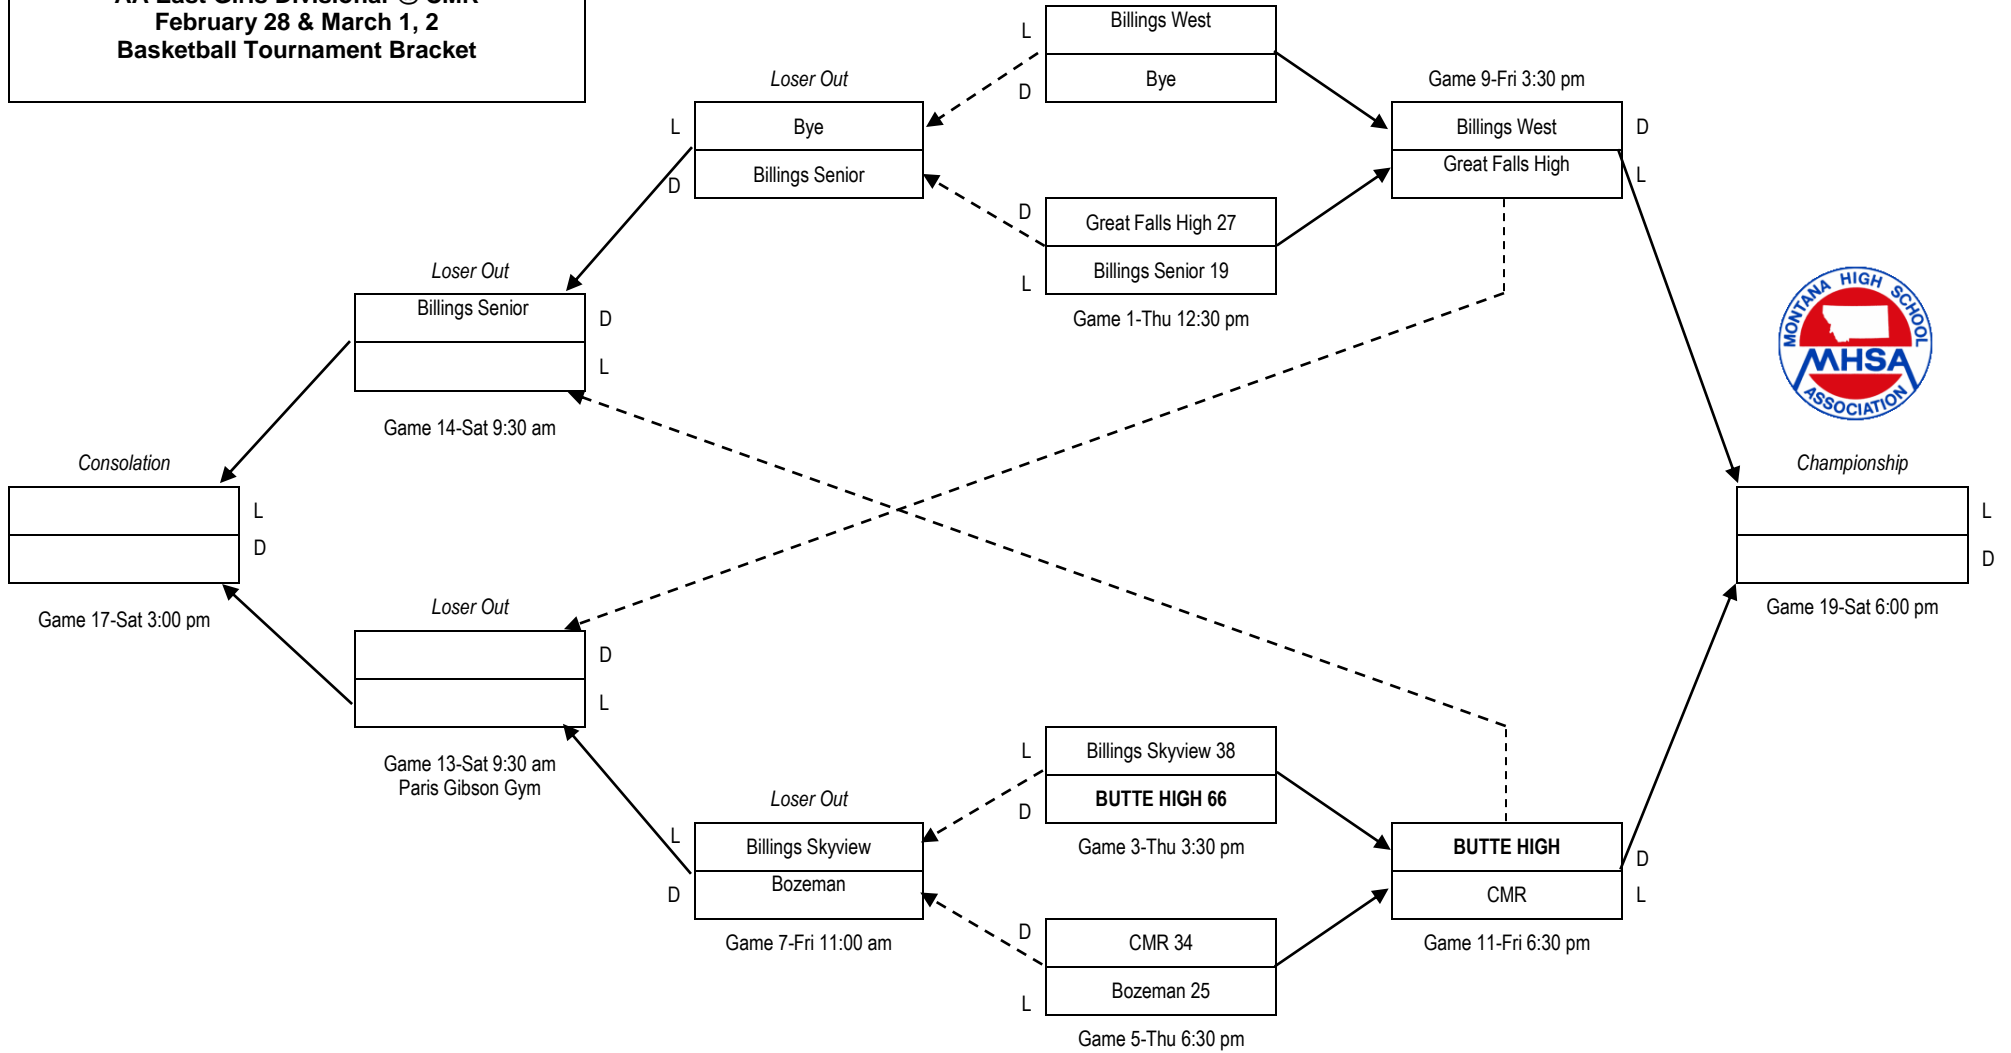 AA East Girls Divisional @ CMR
February 28 & March 1, 2
Basketball Tournament Bracket
L
Billings West
D
Bye
Loser Out
L
Bye
D
Billings Senior
Game 9-Fri 3:30 pm
Billings West
D
Great Falls High
L
D
Great Falls High 27
L
Billings Senior 19
Game 1-Thu 12:30 pm
Loser Out
Billings Senior
D
L
Game 14-Sat 9:30 am
MONTANA HIGH SCHOOL
MHSA
ASSOCIATION
Consolation
L
D
Game 17-Sat 3:00 pm
Championship
L
D
Game 19-Sat 6:00 pm
Loser Out
D
L
Game 13-Sat 9:30 am
Paris Gibson Gym
L
Billings Skyview 38
D
BUTTE HIGH 66
Game 3-Thu 3:30 pm
Loser Out
L
Billings Skyview
D
Bozeman
Game 7-Fri 11:00 am
BUTTE HIGH
D
CMR
L
Game 11-Fri 6:30 pm
D
CMR 34
L
Bozeman 25
Game 5-Thu 6:30 pm